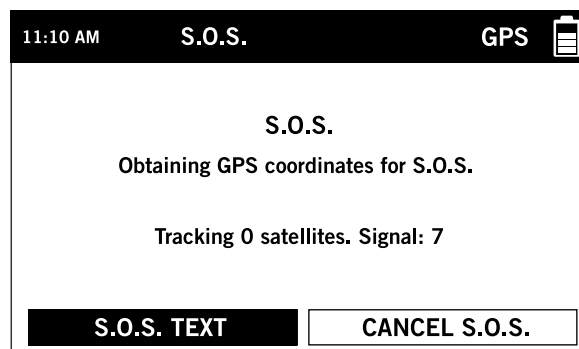 11:10 AM S.O.S. GPS
S.O.S.
Obtaining GPS coordinates for S.O.S.
Tracking 0 satellites. Signal: 7
S.O.S. TEXT CANCEL S.O.S.